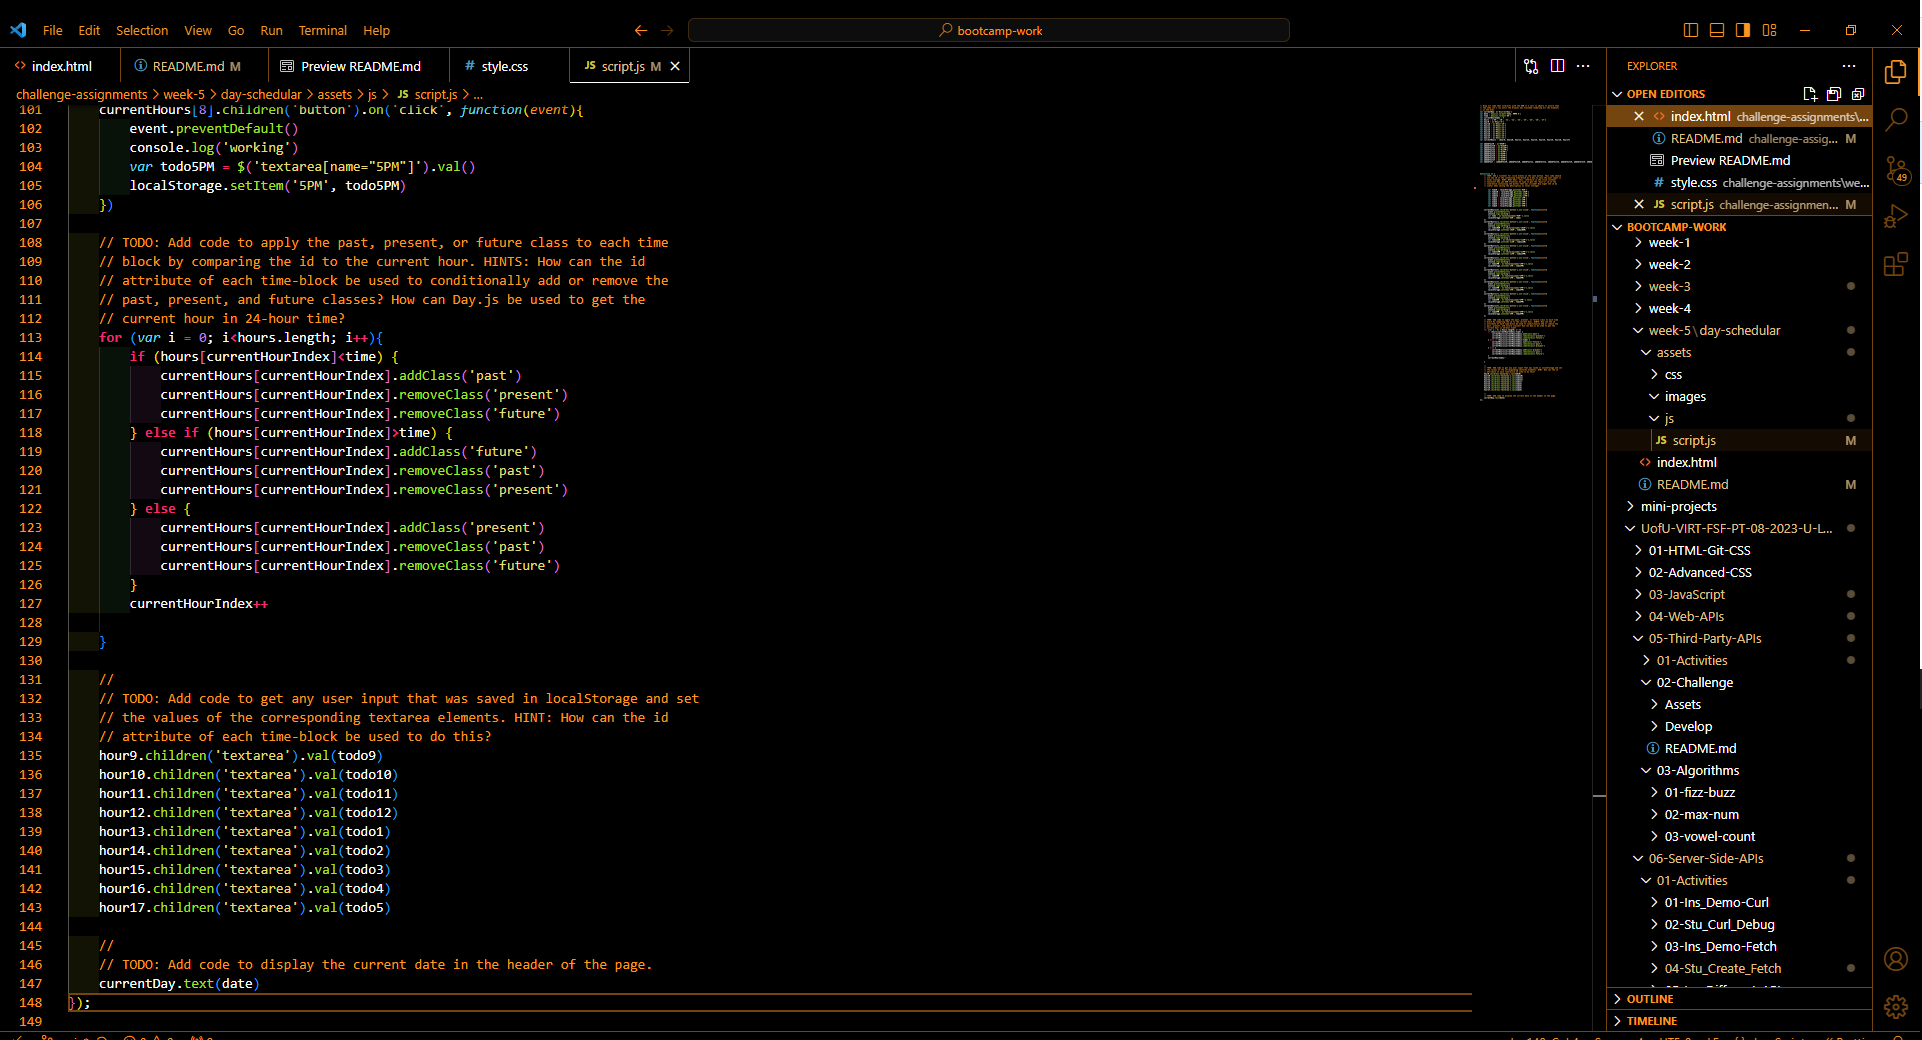 File Edit Selection View Go Run Terminal Help
bootcamp-work
index.html
README.md M
Preview README.md
style.css
JS script.js M
challenge-assignments > week-5 > day-schedular > assets > js > JS script.js > ...
101 currentHours[8].children('button').on('click', function(event){
102 event.preventDefault()
103 console.log('working')
104 var todo5PM = $('textarea[name="5PM"]').val()
105 localStorage.setItem('5PM', todo5PM)
106 })
107
108 // TODO: Add code to apply the past, present, or future class to each time
109 // block by comparing the id to the current hour. HINTS: How can the id
110 // attribute of each time-block be used to conditionally add or remove the
111 // past, present, and future classes? How can Day.js be used to get the
112 // current hour in 24-hour time?
113 for (var i = 0; i<hours.length; i++){
114 if (hours[currentHourIndex]<time) {
115 currentHours[currentHourIndex].addClass('past')
116 currentHours[currentHourIndex].removeClass('present')
117 currentHours[currentHourIndex].removeClass('future')
118 } else if (hours[currentHourIndex]>time) {
119 currentHours[currentHourIndex].addClass('future')
120 currentHours[currentHourIndex].removeClass('past')
121 currentHours[currentHourIndex].removeClass('present')
122 } else {
123 currentHours[currentHourIndex].addClass('present')
124 currentHours[currentHourIndex].removeClass('past')
125 currentHours[currentHourIndex].removeClass('future')
126 }
127 currentHourIndex++
128
129 }
130
131 //
132 // TODO: Add code to get any user input that was saved in localStorage and set
133 // the values of the corresponding textarea elements. HINT: How can the id
134 // attribute of each time-block be used to do this?
135 hour9.children('textarea').val(todo9)
136 hour10.children('textarea').val(todo10)
137 hour11.children('textarea').val(todo11)
138 hour12.children('textarea').val(todo12)
139 hour13.children('textarea').val(todo1)
140 hour14.children('textarea').val(todo2)
141 hour15.children('textarea').val(todo3)
142 hour16.children('textarea').val(todo4)
143 hour17.children('textarea').val(todo5)
144
145 //
146 // TODO: Add code to display the current date in the header of the page.
147 currentDay.text(date)
148 });
149
EXPLORER
OPEN EDITORS
index.html challenge-assignments\...
README.md challenge-assig... M
Preview README.md
style.css challenge-assignments\we...
JS script.js challenge-assignmen... M
BOOTCAMP-WORK
week-1
week-2
week-3
week-4
week-5 \ day-schedular
assets
css
images
js
JS script.js M
index.html
README.md M
mini-projects
UofU-VIRT-FSF-PT-08-2023-U-L...
01-HTML-Git-CSS
02-Advanced-CSS
03-JavaScript
04-Web-APIs
05-Third-Party-APIs
01-Activities
02-Challenge
Assets
Develop
README.md
03-Algorithms
01-fizz-buzz
02-max-num
03-vowel-count
06-Server-Side-APIs
01-Activities
01-Ins_Demo-Curl
02-Stu_Curl_Debug
03-Ins_Demo-Fetch
04-Stu_Create_Fetch
OUTLINE
TIMELINE
49